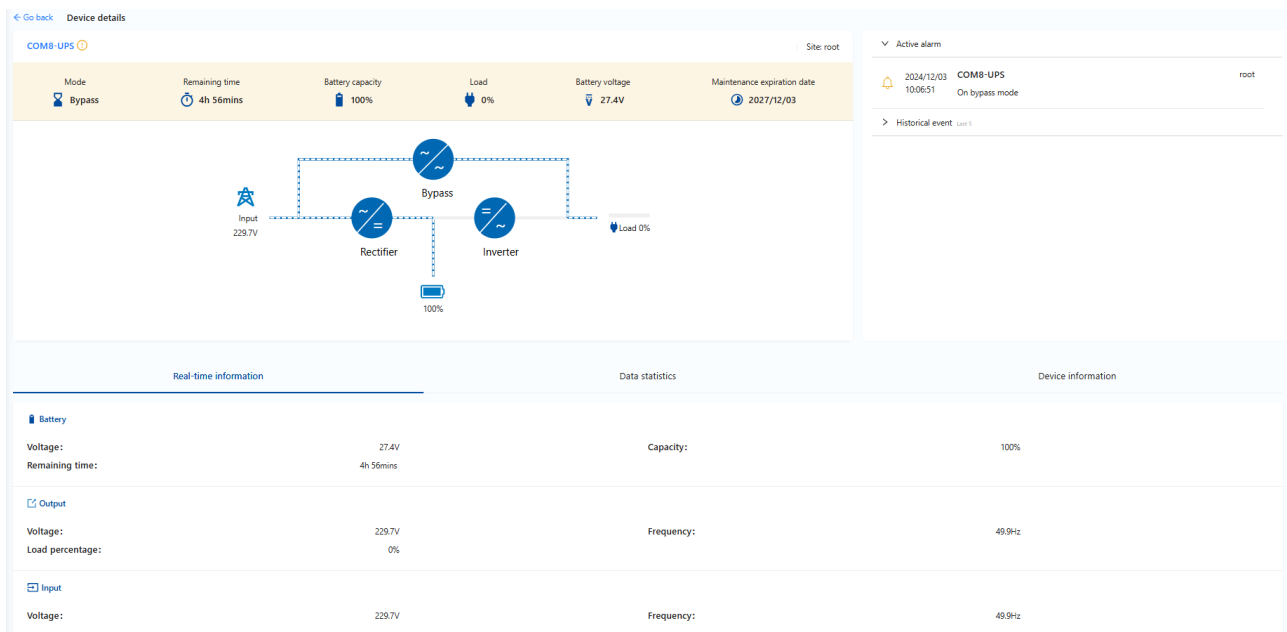 Go back Device details
COM8-UPS
Site: root
Mode Remaining time Battery capacity Load Battery voltage Maintenance expiration date
Bypass 4h 56mins 100% 0% 27.4V 2027/12/03
Bypass
Input
229.7V
Rectifier
Inverter
Load 0%
100%
Active alarm
2024/12/03 COM8-UPS root
10:06:51 On bypass mode
Historical event Last 5
Real-time information Data statistics Device information
Battery
Voltage: 27.4V Capacity: 100%
Remaining time: 4h 56mins
Output
Voltage: 229.7V Frequency: 49.9Hz
Load percentage: 0%
Input
Voltage: 229.7V Frequency: 49.9Hz